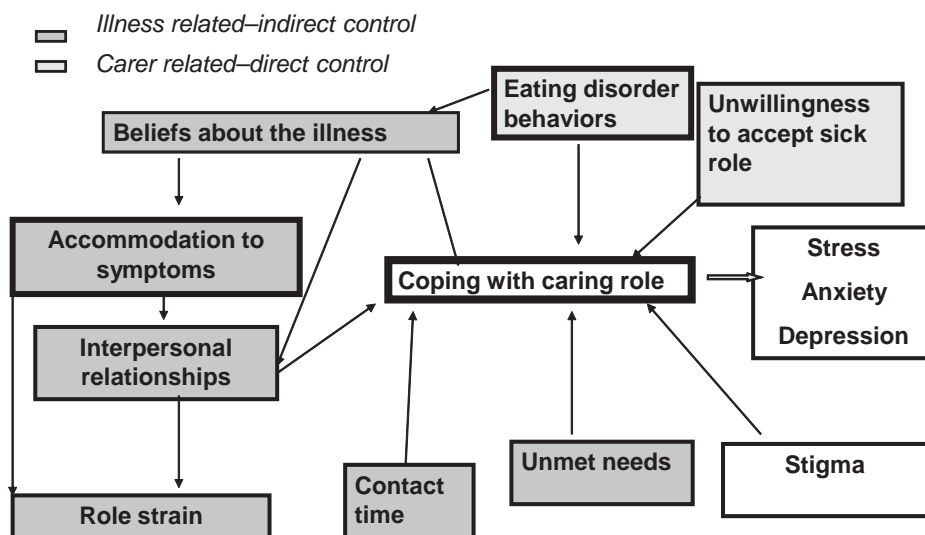 Illness related–indirect control
Carer related–direct control
Eating disorder
behaviors
Unwillingness
to accept sick
role
Beliefs about the illness
Accommodation to
symptoms
Coping with caring role
Stress
Anxiety
Depression
Interpersonal
relationships
Unmet needs
Stigma
Contact
time
Role strain